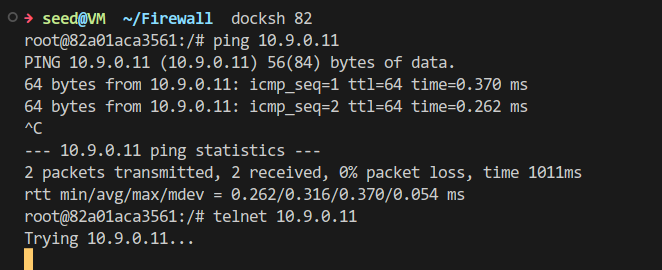 → seed@VM ~/Firewall docksh 82
root@82a01aca3561:/# ping 10.9.0.11
PING 10.9.0.11 (10.9.0.11) 56(84) bytes of data.
64 bytes from 10.9.0.11: icmp_seq=1 ttl=64 time=0.370 ms
64 bytes from 10.9.0.11: icmp_seq=2 ttl=64 time=0.262 ms
^C
--- 10.9.0.11 ping statistics ---
2 packets transmitted, 2 received, 0% packet loss, time 1011ms
rtt min/avg/max/mdev = 0.262/0.316/0.370/0.054 ms
root@82a01aca3561:/# telnet 10.9.0.11
Trying 10.9.0.11...